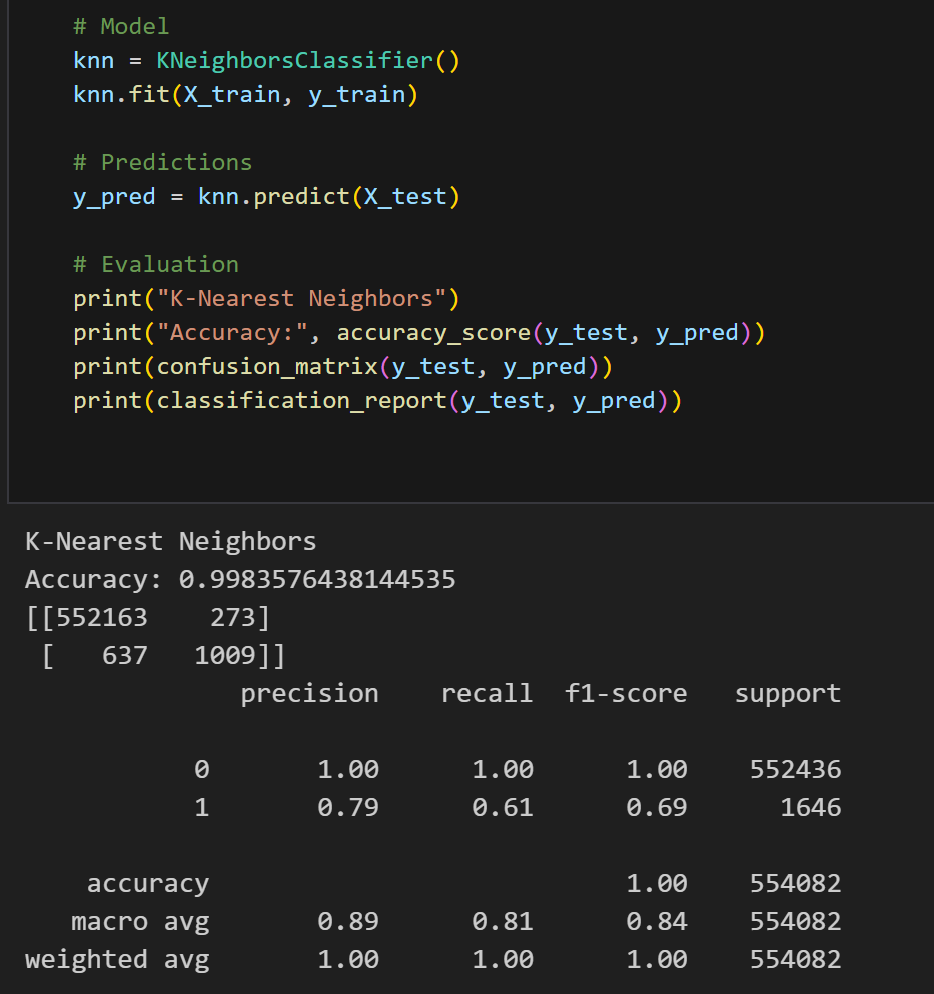 # Model
knn = KNeighborsClassifier()
knn.fit(X_train, y_train)
# Predictions
y_pred = knn.predict(X_test)
# Evaluation
print("K-Nearest Neighbors")
print("Accuracy:", accuracy_score(y_test, y_pred))
print(confusion_matrix(y_test, y_pred))
print(classification_report(y_test, y_pred))
K-Nearest Neighbors
Accuracy: 0.9983576438144535
[[552163    273]
 [   637   1009]]
              precision    recall  f1-score   support
           0       1.00      1.00      1.00    552436
           1       0.79      0.61      0.69      1646
    accuracy                           1.00    554082
   macro avg       0.89      0.81      0.84    554082
weighted avg       1.00      1.00      1.00    554082